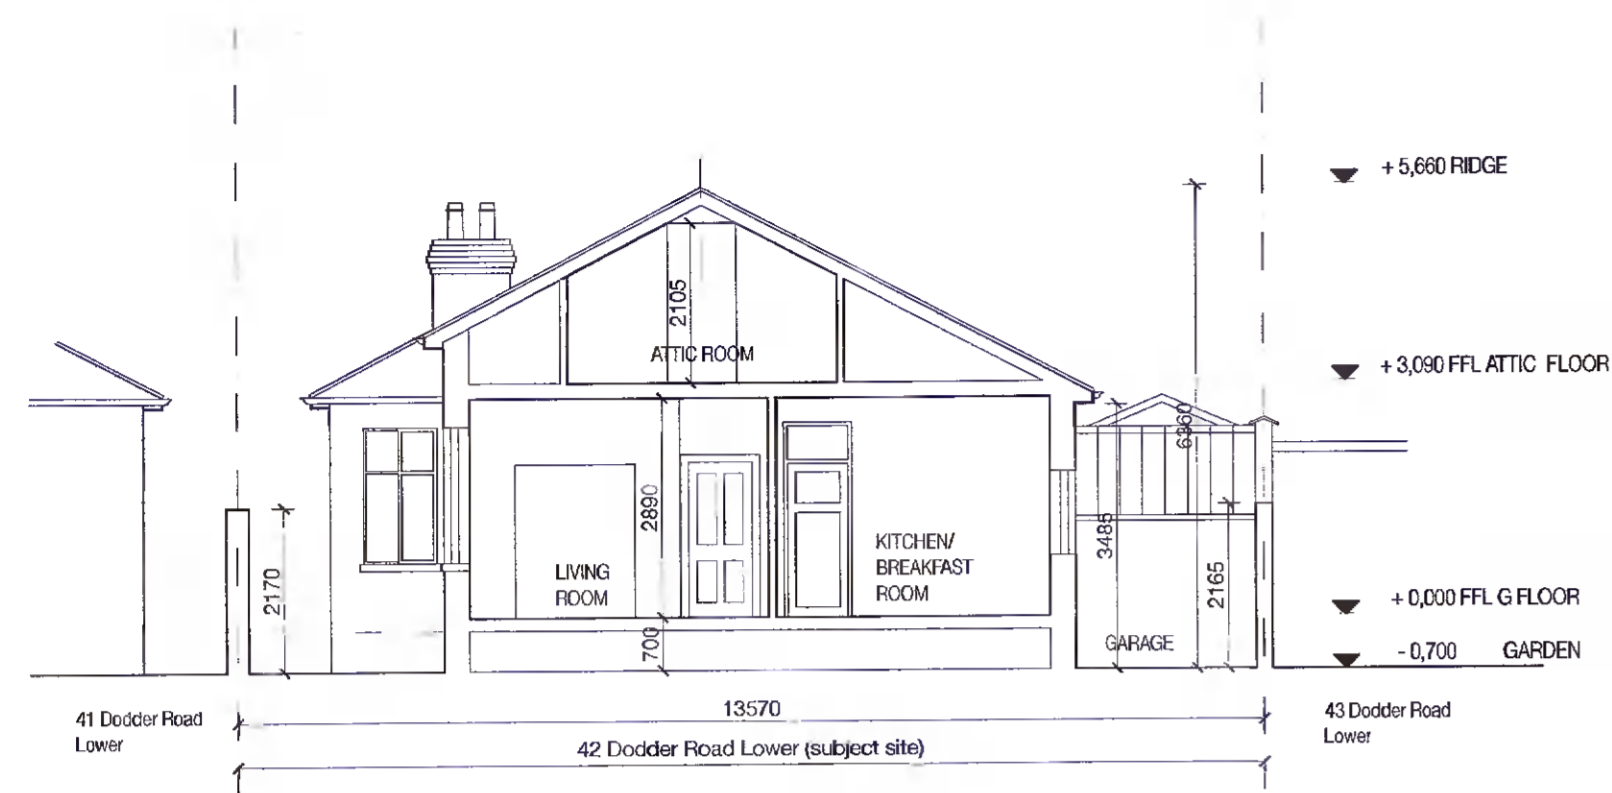 + 5,660 RIDGE
2105
ATTIC ROOM
+ 3,090 FFL ATTIC FLOOR
6360
2890
3485
KITCHEN/
BREAKFAST
ROOM
LIVING
ROOM
2170
2165
+ 0,000 FFL G FLOOR
700
GARAGE
- 0,700 GARDEN
41 Dodder Road
Lower
13570
43 Dodder Road
Lower
42 Dodder Road Lower (subject site)